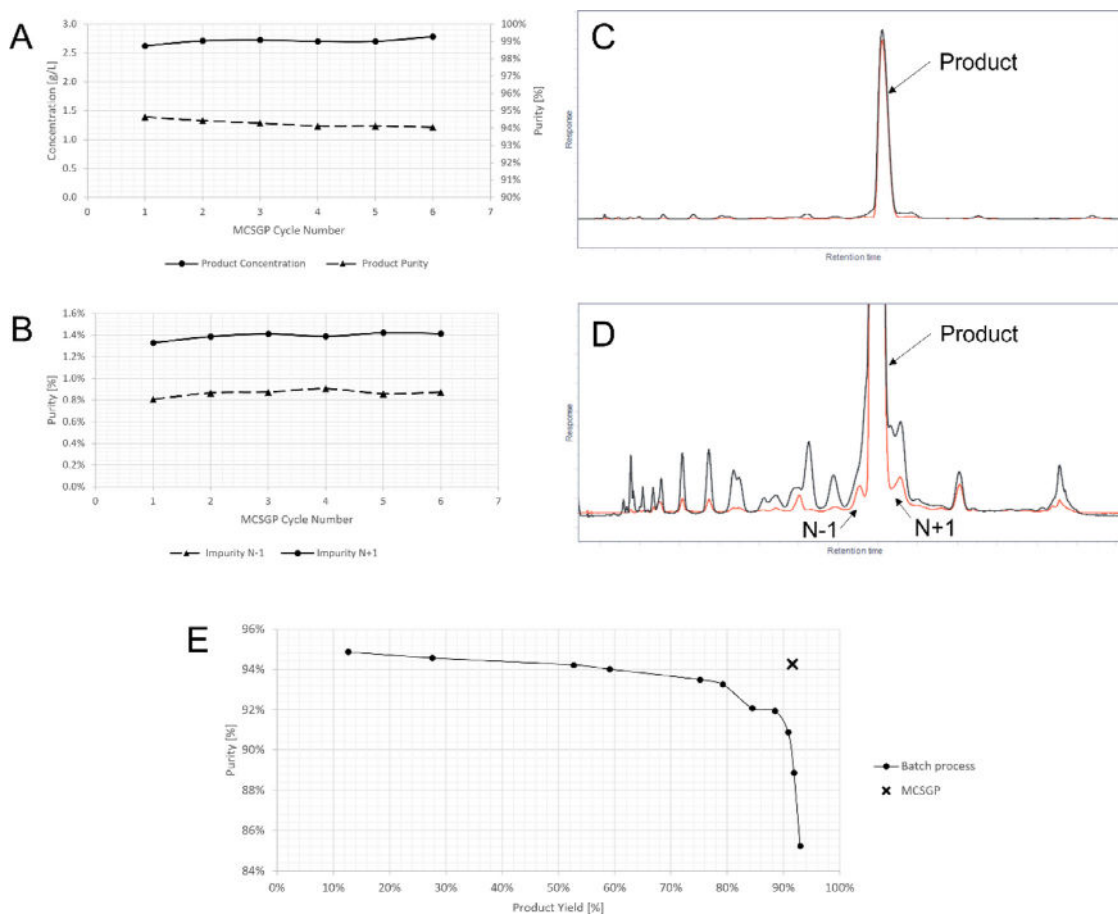 A
Concentration [g/L]
3.0
2.5
2.0
1.5
1.0
0.5
0.0
100%
99%
98%
97%
96%
95%
94%
93%
92%
91%
90%
Purity [%]
0 1 2 3 4 5 6 7
MCSGP Cycle Number
Product Concentration Product Purity
C
Response
Product
Retention time
B
Purity [%]
1.6%
1.4%
1.2%
1.0%
0.8%
0.6%
0.4%
0.2%
0.0%
0 1 2 3 4 5 6 7
MCSGP Cycle Number
Impurity N-1 Impurity N+1
D
Response
Product
N-1
N+1
Retention time
E
Purity [%]
96%
94%
92%
90%
88%
86%
84%
0% 10% 20% 30% 40% 50% 60% 70% 80% 90% 100%
Product Yield [%]
Batch process
MCSGP